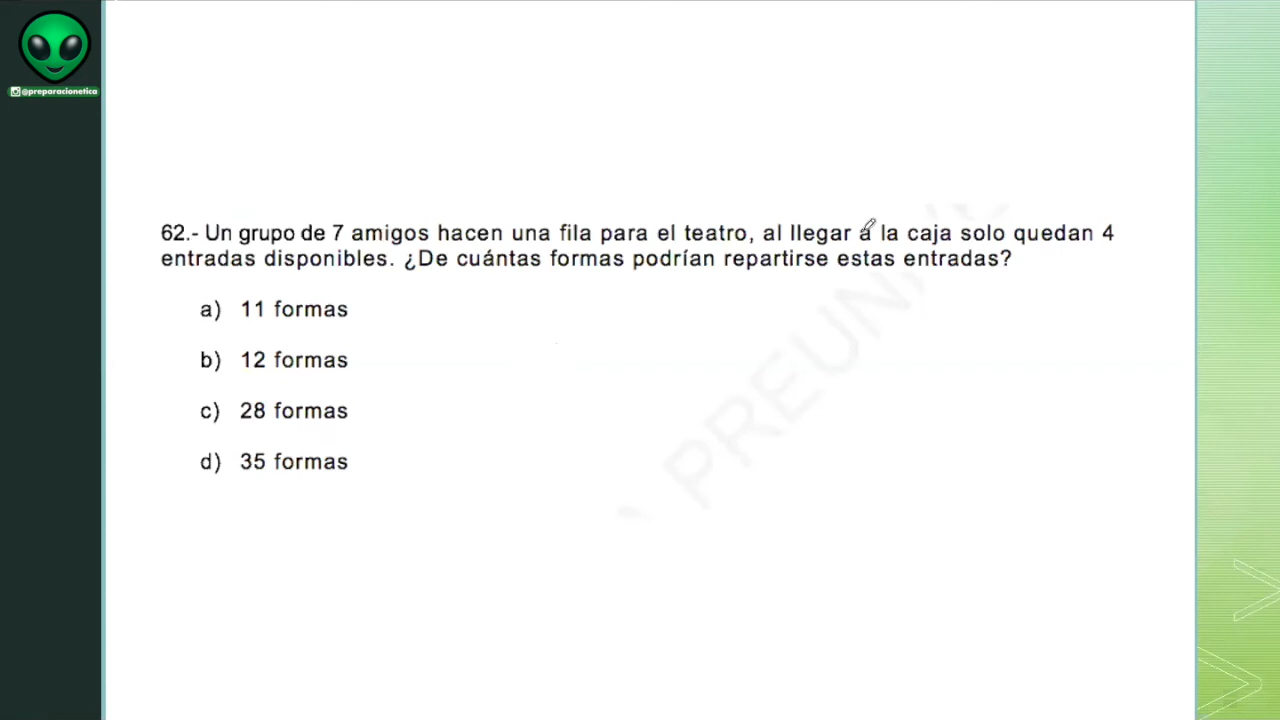 @preparacionetica
62.- Un grupo de 7 amigos hacen una fila para el teatro, al llegar a la caja solo quedan 4
entradas disponibles. ¿De cuántas formas podrían repartirse estas entradas?
a) 11 formas
b) 12 formas
c) 28 formas
d) 35 formas
PREUNI